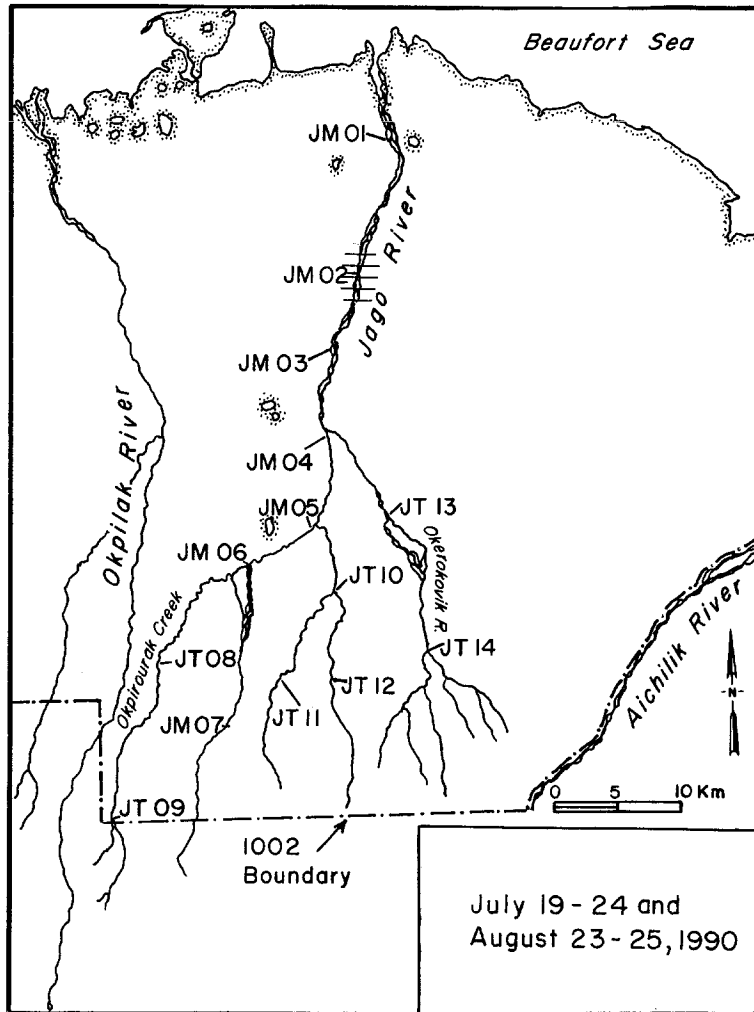 Beaufort Sea
JM 01
Jago River
JM 02
JM 03
Okpilak River
JM 04
JM 05
JT 13
Okerokovik R.
JM 06
JT 10
Okpirourak Creek
JT 08
JT 14
Aichilik River
JT 12
JT 11
JM 07
N
0 5 10 Km
JT 09
1002
Boundary
July 19 - 24 and
August 23 - 25, 1990